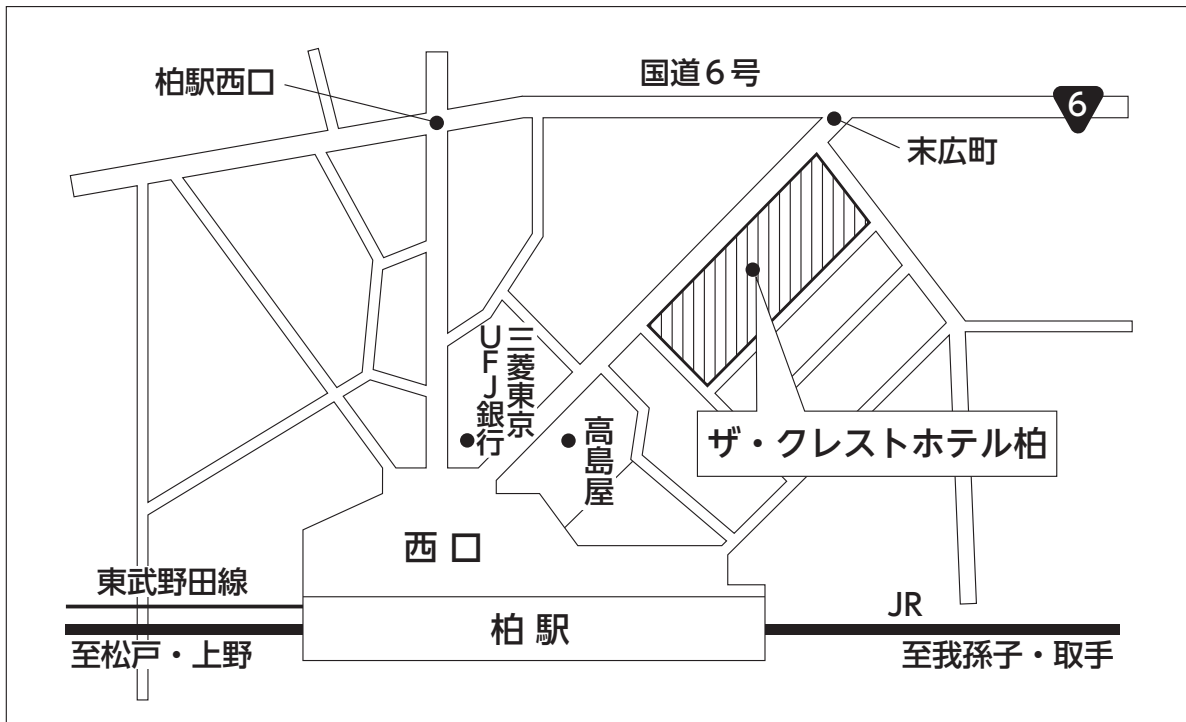 国道6号
柏駅西口
6
末広町
三菱東京
UFJ銀行
高島屋
ザ・クレストホテル柏
西口
東武野田線
JR
柏駅
至松戸・上野
至我孫子・取手